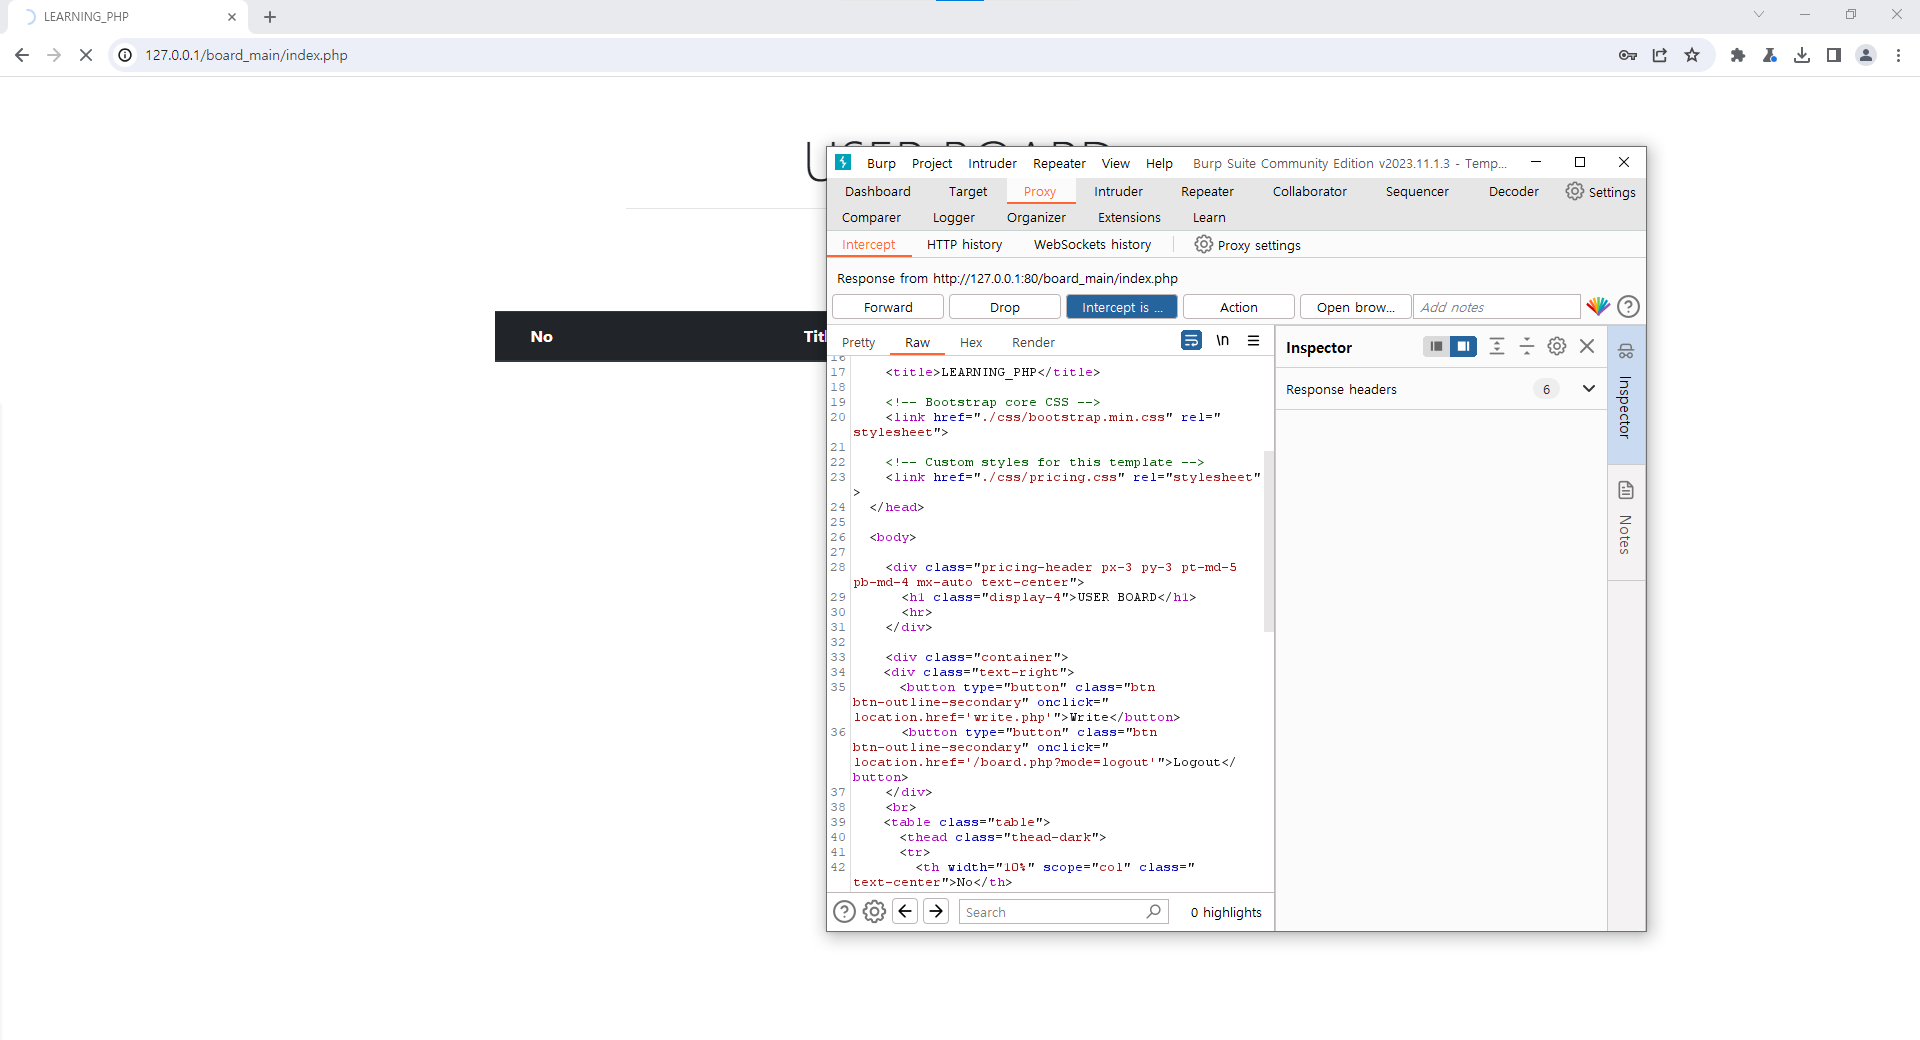 LEARNING_PHP
127.0.0.1/board_main/index.php
USER BOARD
No
Titl
Burp Project Intruder Repeater View Help Burp Suite Community Edition v2023.11.1.3 - Temp...
Dashboard Target Proxy Intruder Repeater Collaborator Sequencer Decoder Settings
Comparer Logger Organizer Extensions Learn
Intercept HTTP history WebSockets history Proxy settings
Response from http://127.0.0.1:80/board_main/index.php
Forward Drop Intercept is ... Action Open brow... Add notes
Pretty Raw Hex Render \n
16
17 <title>LEARNING_PHP</title>
18
19 <!-- Bootstrap core CSS -->
20 <link href="./css/bootstrap.min.css" rel="
stylesheet">
21
22 <!-- Custom styles for this template -->
23 <link href="./css/pricing.css" rel="stylesheet"
>
24 </head>
25
26 <body>
27
28 <div class="pricing-header px-3 py-3 pt-md-5
pb-md-4 mx-auto text-center">
29 <h1 class="display-4">USER BOARD</h1>
30 <hr>
31 </div>
32
33 <div class="container">
34 <div class="text-right">
35 <button type="button" class="btn
btn-outline-secondary" onclick="
location.href='write.php'">Write</button>
36 <button type="button" class="btn
btn-outline-secondary" onclick="
location.href='/board.php?mode=logout'">Logout</
button>
37 </div>
38 <br>
39 <table class="table">
40 <thead class="thead-dark">
41 <tr>
42 <th width="10%" scope="col" class="
text-center">No</th>
Search
0 highlights
Inspector
Response headers 6
Inspector
Notes